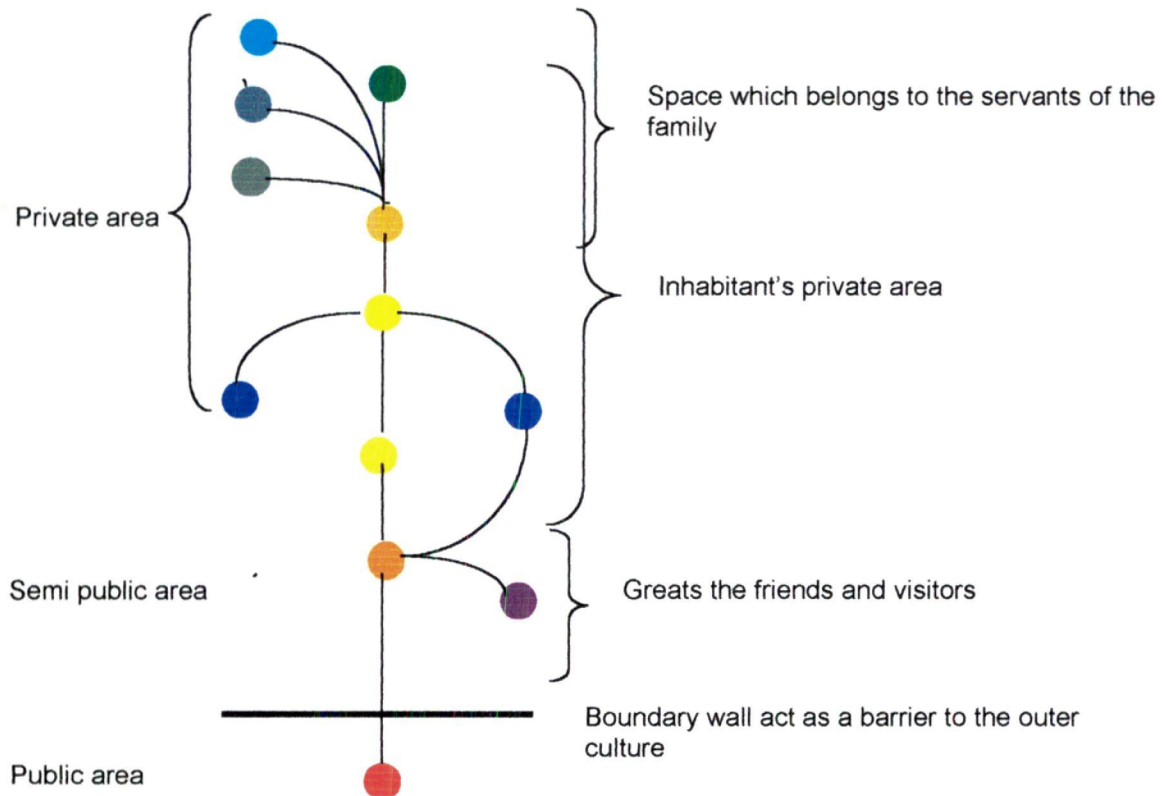 Space which belongs to the servants of the
family
Private area
Inhabitant's private area
Semi public area
Greats the friends and visitors
Boundary wall act as a barrier to the outer
culture
Public area